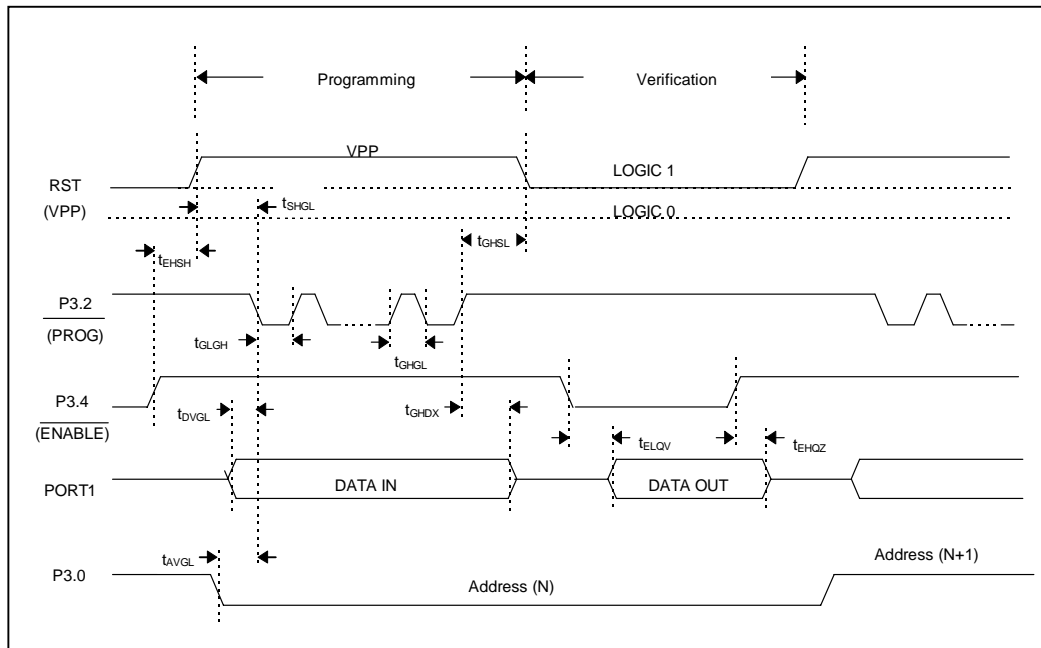 Programming
Verification
VPP
RST
(VPP)
LOGIC 1
LOGIC 0
tSHGL
tGHSL
tEHSH
P3.2
(PROG)
tGLGH
tGHGL
P3.4
(ENABLE)
tDVGL
tGHDX
tELQV
tEHQZ
PORT1
DATA IN
DATA OUT
tAVGL
P3.0
Address (N)
Address (N+1)